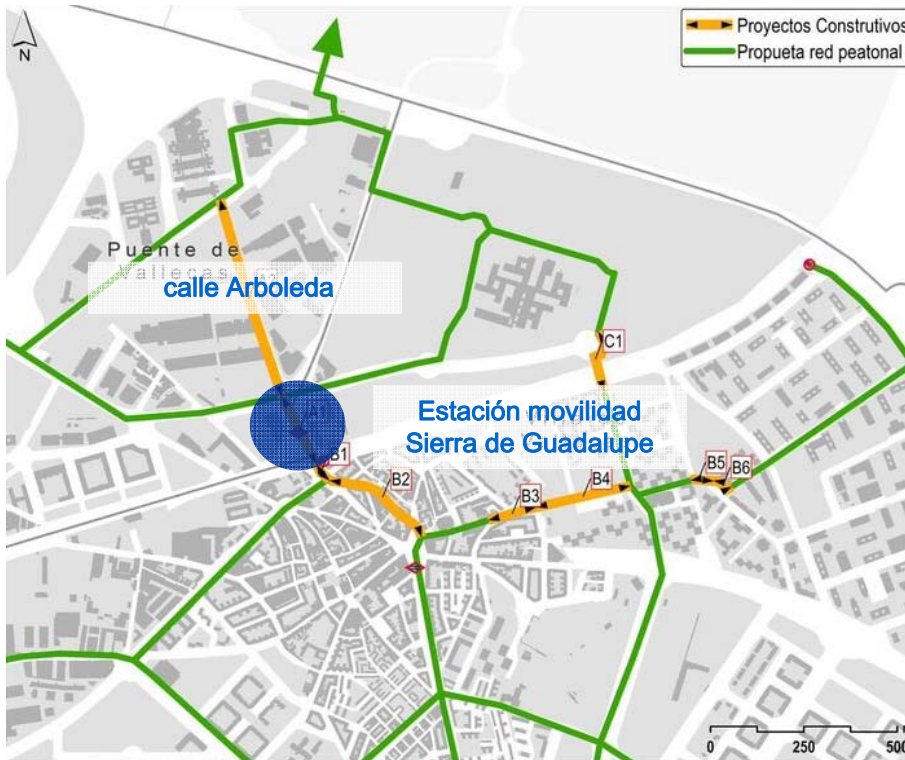 Proyectos Construtivos
Propueta red peatonal
N
Puente de
Vallecas
calle Arboleda
C1
Estación movilidad
Sierra de Guadalupe
B1
B2
B3
B4
B5
B6
0 250 500